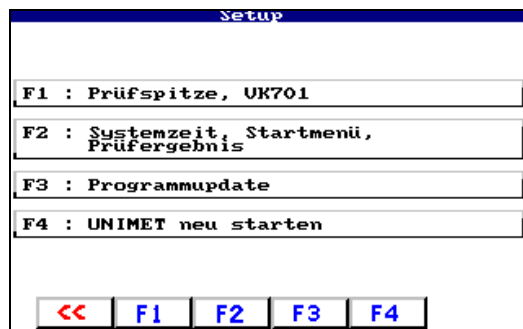 Setup
F1 : Prüfspitze, VK701
F2 : Systemzeit, Startmenü,
Prüfergebnis
F3 : Programmupdate
F4 : UNIMET neu starten
<< F1 F2 F3 F4